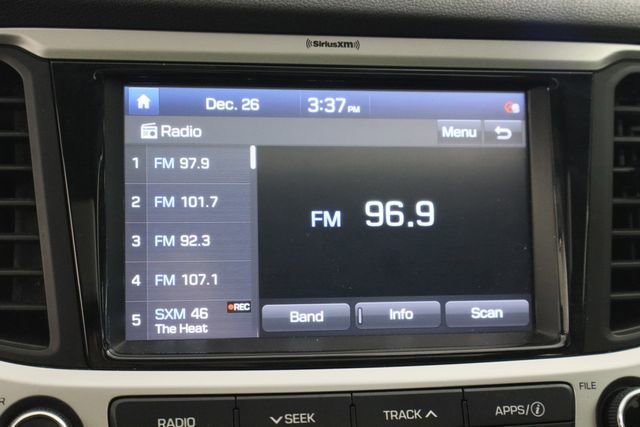 ((SiriusXM))
Dec. 26 3:37 PM
Radio Menu
1 FM 97.9
2 FM 101.7
3 FM 92.3
4 FM 107.1
5 SXM 46 REC
The Heat
FM 96.9
Band Info Scan
R FILE
RADIO SEEK TRACK APPS/i